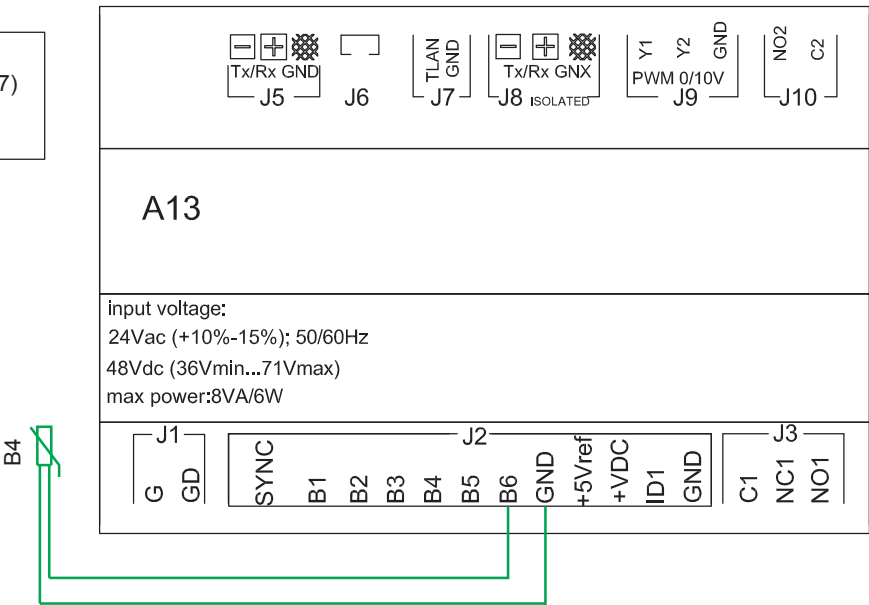 7)
− + 
Tx/Rx GND
J5
J6
TLAN
GND
J7
− +
Tx/Rx GNX
J8 ISOLATED
Y1
Y2
GND
PWM 0/10V
J9
NO2
C2
J10
A13
input voltage:
24Vac (+10%-15%); 50/60Hz
48Vdc (36Vmin...71Vmax)
max power:8VA/6W
B4
J1
G
GD
J2
SYNC
B1
B2
B3
B4
B5
B6
GND
+5Vref
+VDC
ID1
GND
J3
C1
NC1
NO1